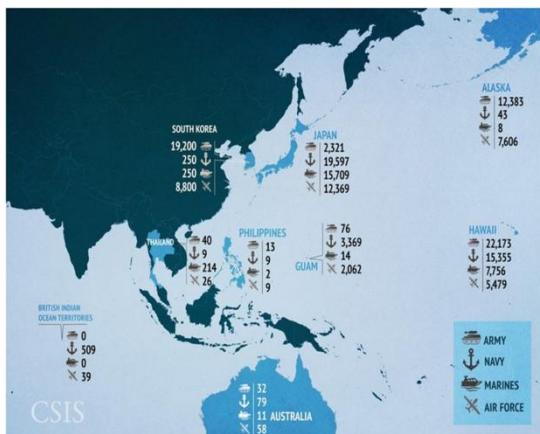 ALASKA
12,383
43
8
7,606
SOUTH KOREA
19,200
250
250
8,800
JAPAN
2,321
19,597
15,709
12,369
THAILAND
40
9
214
26
PHILIPPINES
13
9
2
9
GUAM
76
3,369
14
2,062
HAWAII
22,173
15,355
7,756
5,479
BRITISH INDIAN
OCEAN TERRITORIES
0
509
0
39
AUSTRALIA
32
79
11
58
ARMY
NAVY
MARINES
AIR FORCE
CSIS